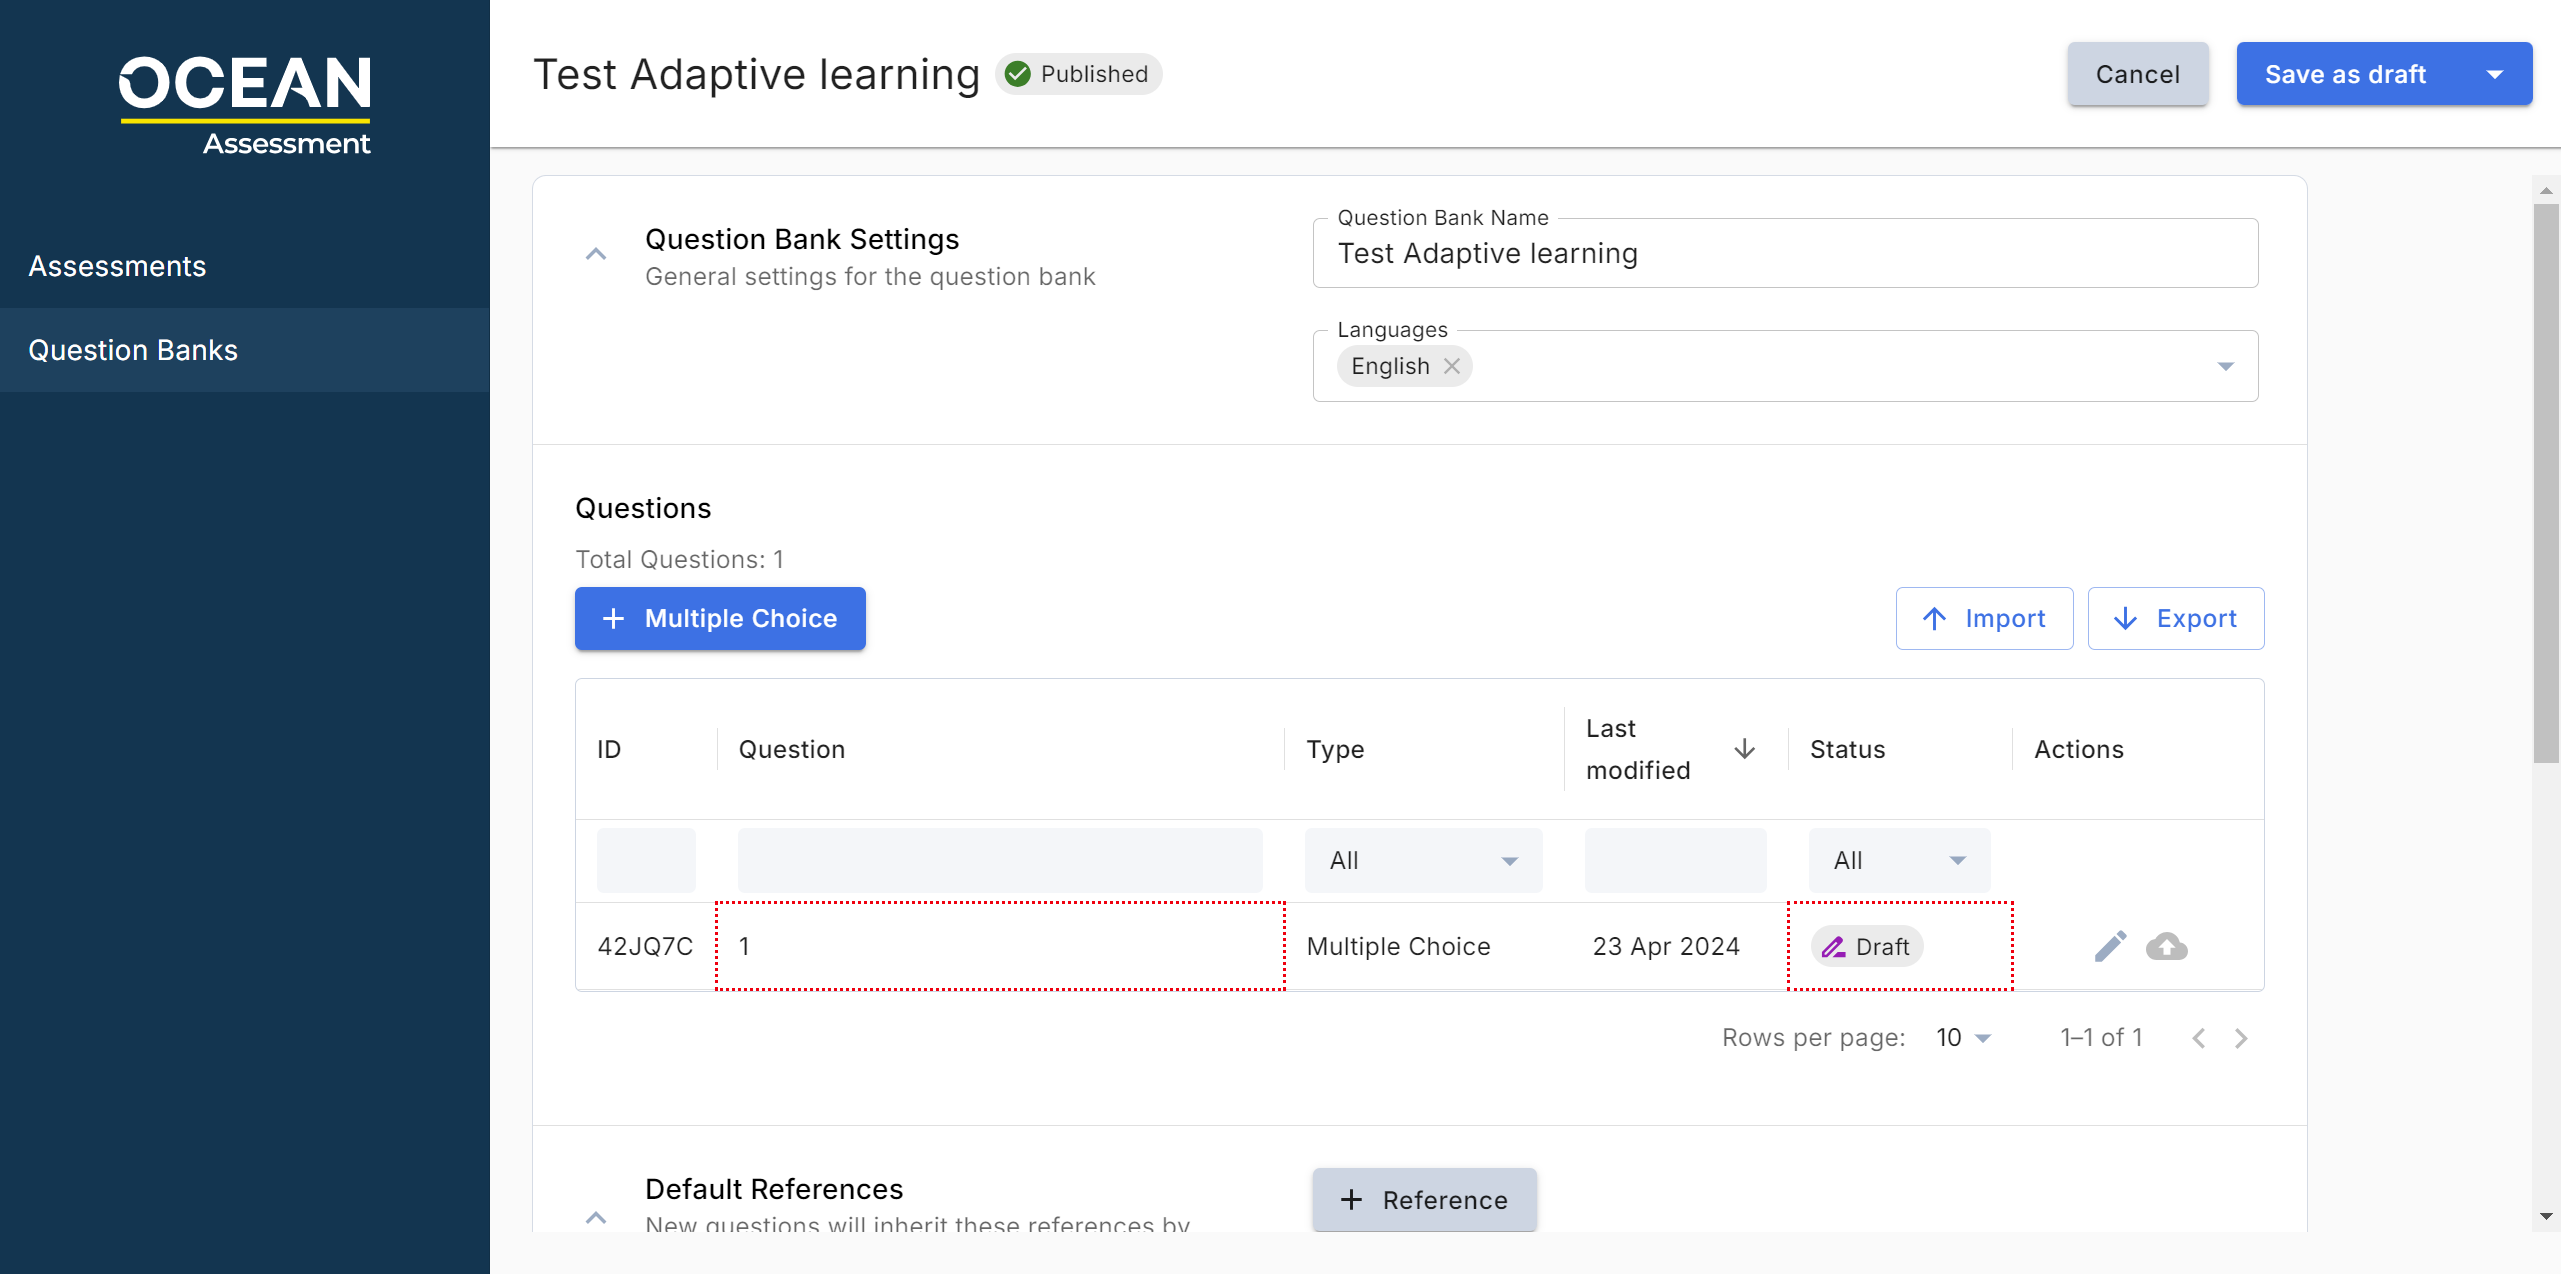 OCEAN
Assessment
Assessments
Question Banks
Test Adaptive learning
Published
Cancel
Save as draft
Question Bank Settings
General settings for the question bank
Question Bank Name
Test Adaptive learning
Languages
English
Questions
Total Questions: 1
Multiple Choice
Import
Export
ID
Question
Type
Last
modified
Status
Actions
All
All
42JQ7C
1
Multiple Choice
23 Apr 2024
Draft
Rows per page:
10
1–1 of 1
Default References
New questions will inherit these references by
Reference